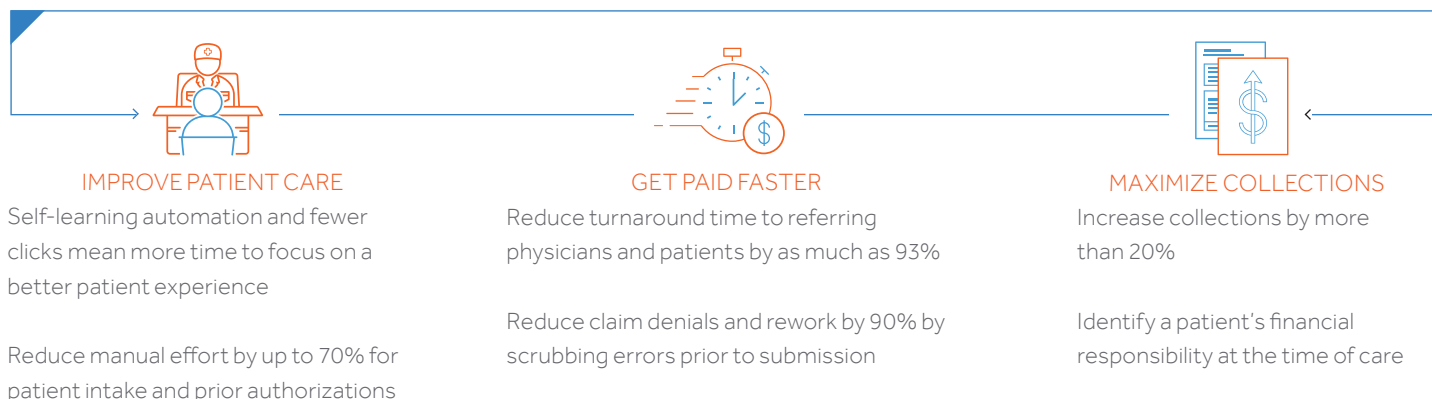 IMPROVE PATIENT CARE
Self-learning automation and fewer
clicks mean more time to focus on a
better patient experience
Reduce manual effort by up to 70% for
patient intake and prior authorizations
GET PAID FASTER
Reduce turnaround time to referring
physicians and patients by as much as 93%
Reduce claim denials and rework by 90% by
scrubbing errors prior to submission
MAXIMIZE COLLECTIONS
Increase collections by more
than 20%
Identify a patient’s financial
responsibility at the time of care